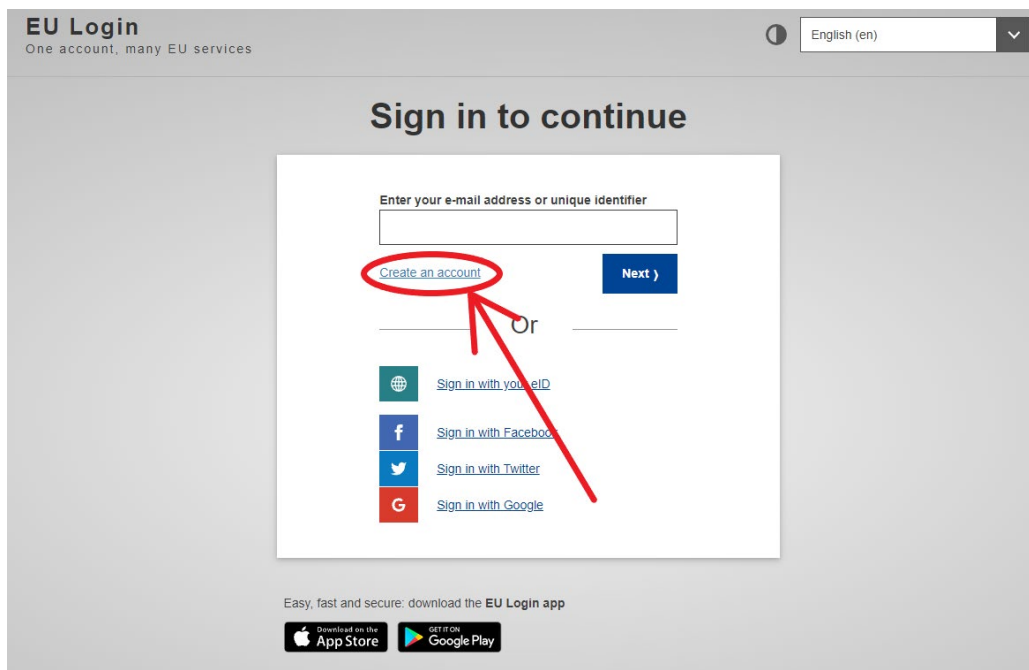 EU Login
One account, many EU services
English (en)
Sign in to continue
Enter your e-mail address or unique identifier
Create an account
Next ⟩
Or
Sign in with your eID
f
Sign in with Facebook
Sign in with Twitter
G
Sign in with Google
Easy, fast and secure: download the EU Login app
Download on the
App Store
GET IT ON
Google Play